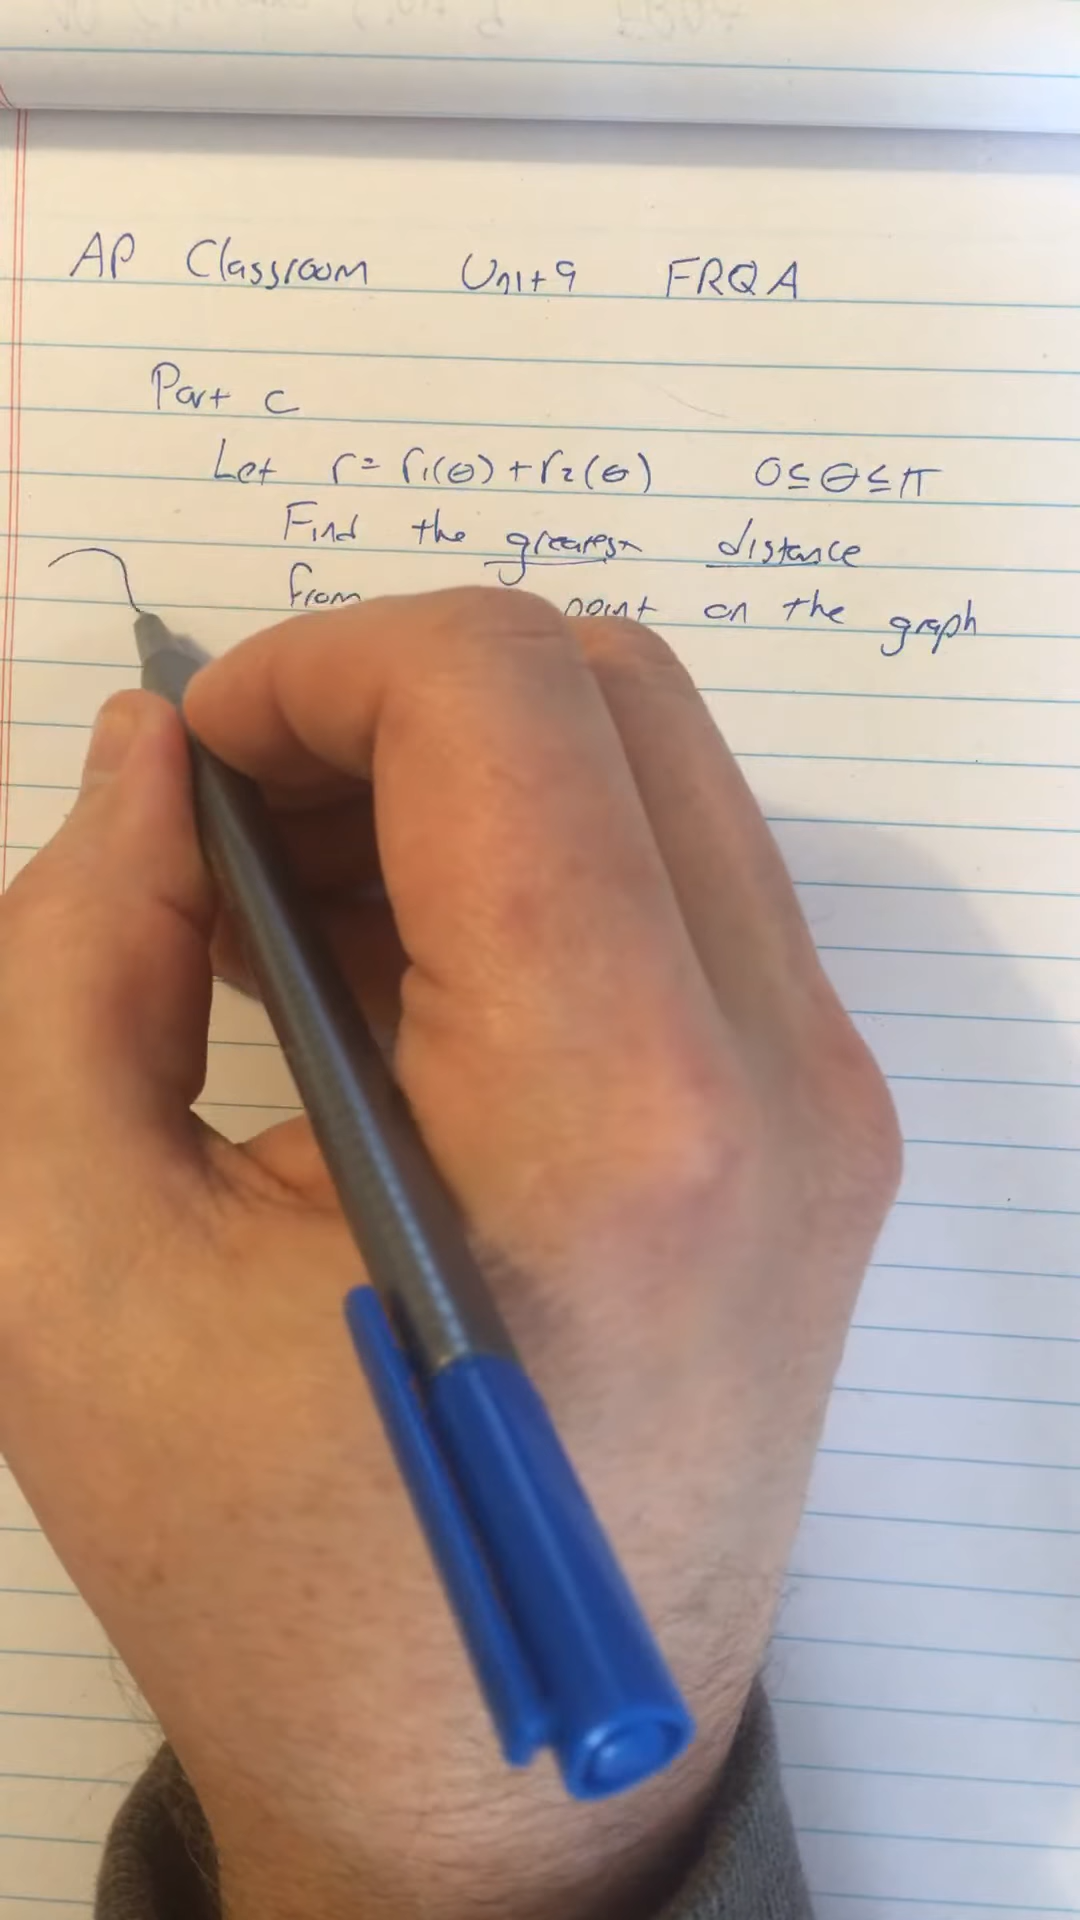 AP Classroom Unit 9 FRQ A
Part C
Let r = r₁(θ) + r₂(θ) 0 ≤ θ ≤ π
Find the greatest distance
from point on the graph